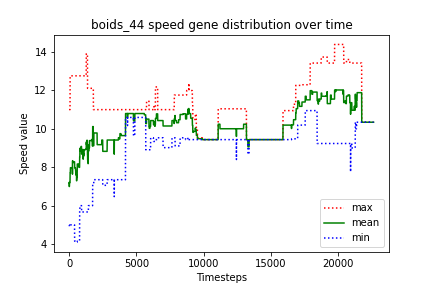 boids_44 speed gene distribution over time
Speed value
14
12
10
8
6
4
0
5000
10000
15000
20000
Timesteps
max
mean
min